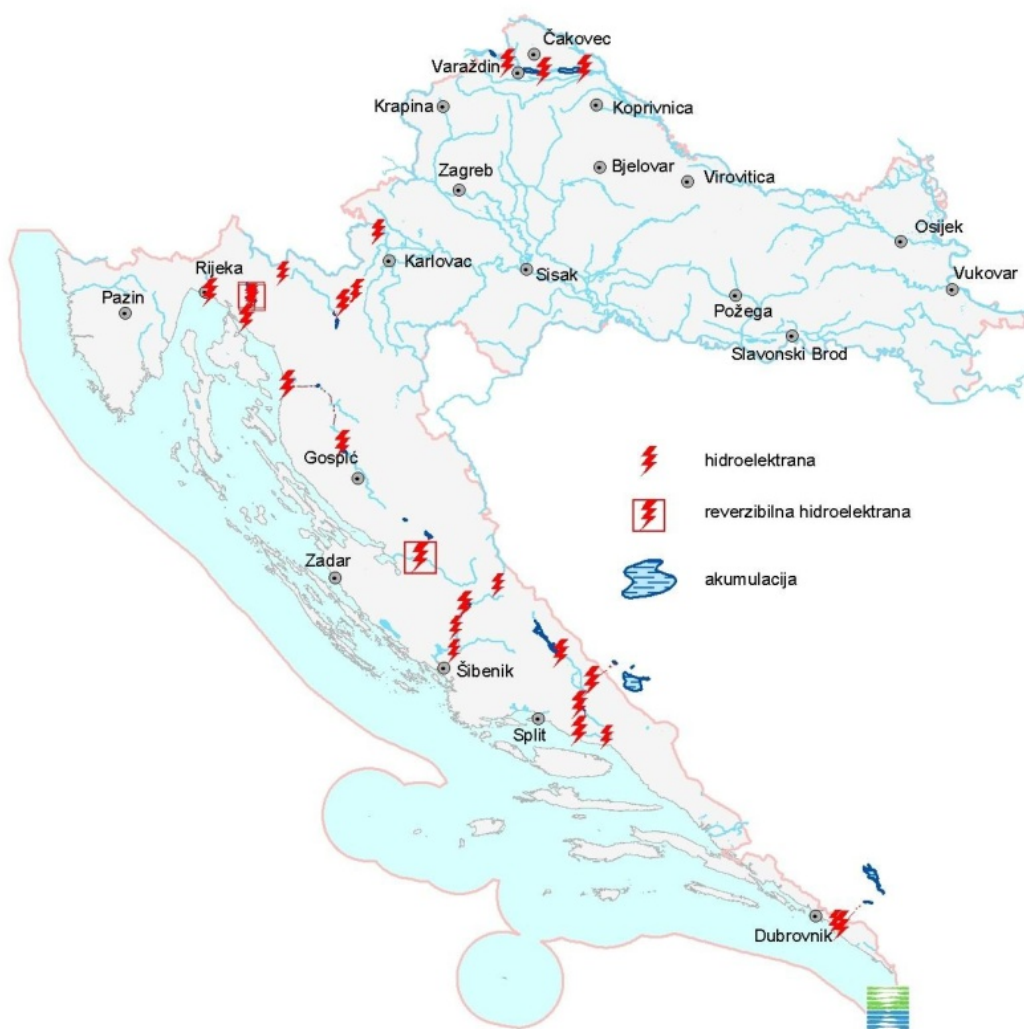 Čakovec
Varaždin
Krapina
Koprivnica
Bjelovar
Zagreb
Virovitica
Osijek
Karlovac
Sisak
Rijeka
Vukovar
Pazin
Požega
Slavonski Brod
Gospić
hidroelektrana
reverzibilna hidroelektrana
Zadar
akumulacija
Šibenik
Split
Dubrovnik